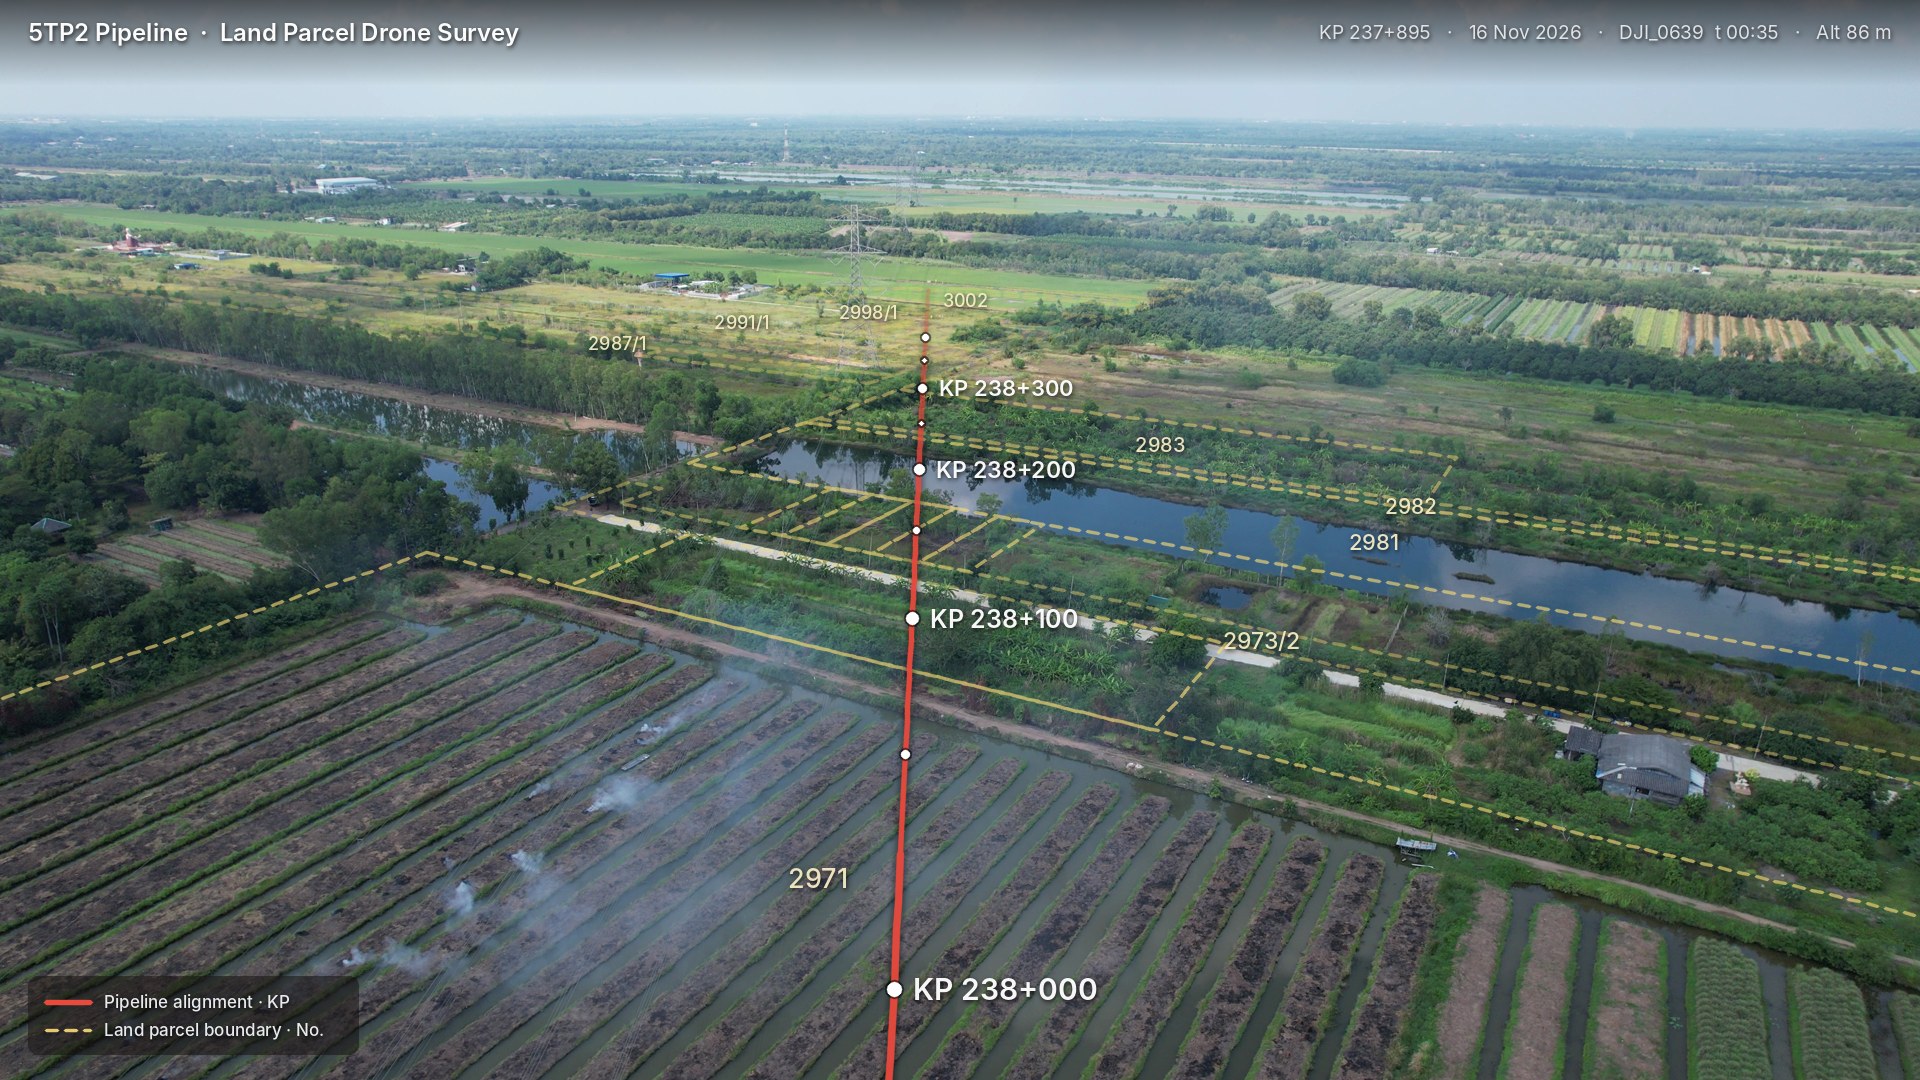 5TP2 Pipeline · Land Parcel Drone Survey
KP 237+895 · 16 Nov 2026 · DJI_0639 t 00:35 · Alt 86 m
3002
2998/1
2991/1
2987/1
KP 238+300
2983
KP 238+200
2982
2981
KP 238+100
2973/2
2971
KP 238+000
Pipeline alignment · KP
Land parcel boundary · No.